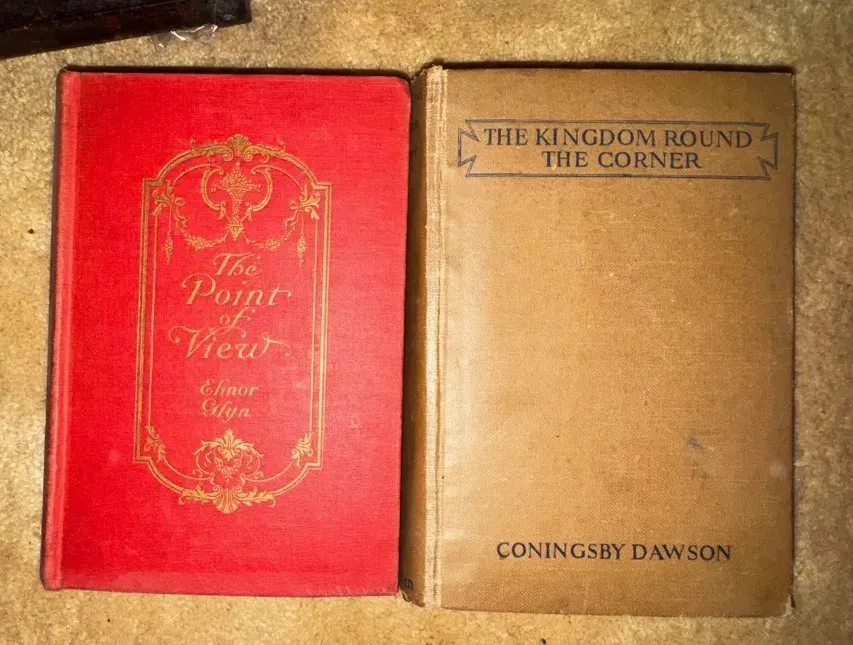 The
Point
of
View
Elinor
Glyn
THE KINGDOM ROUND
THE CORNER
CONINGSBY DAWSON